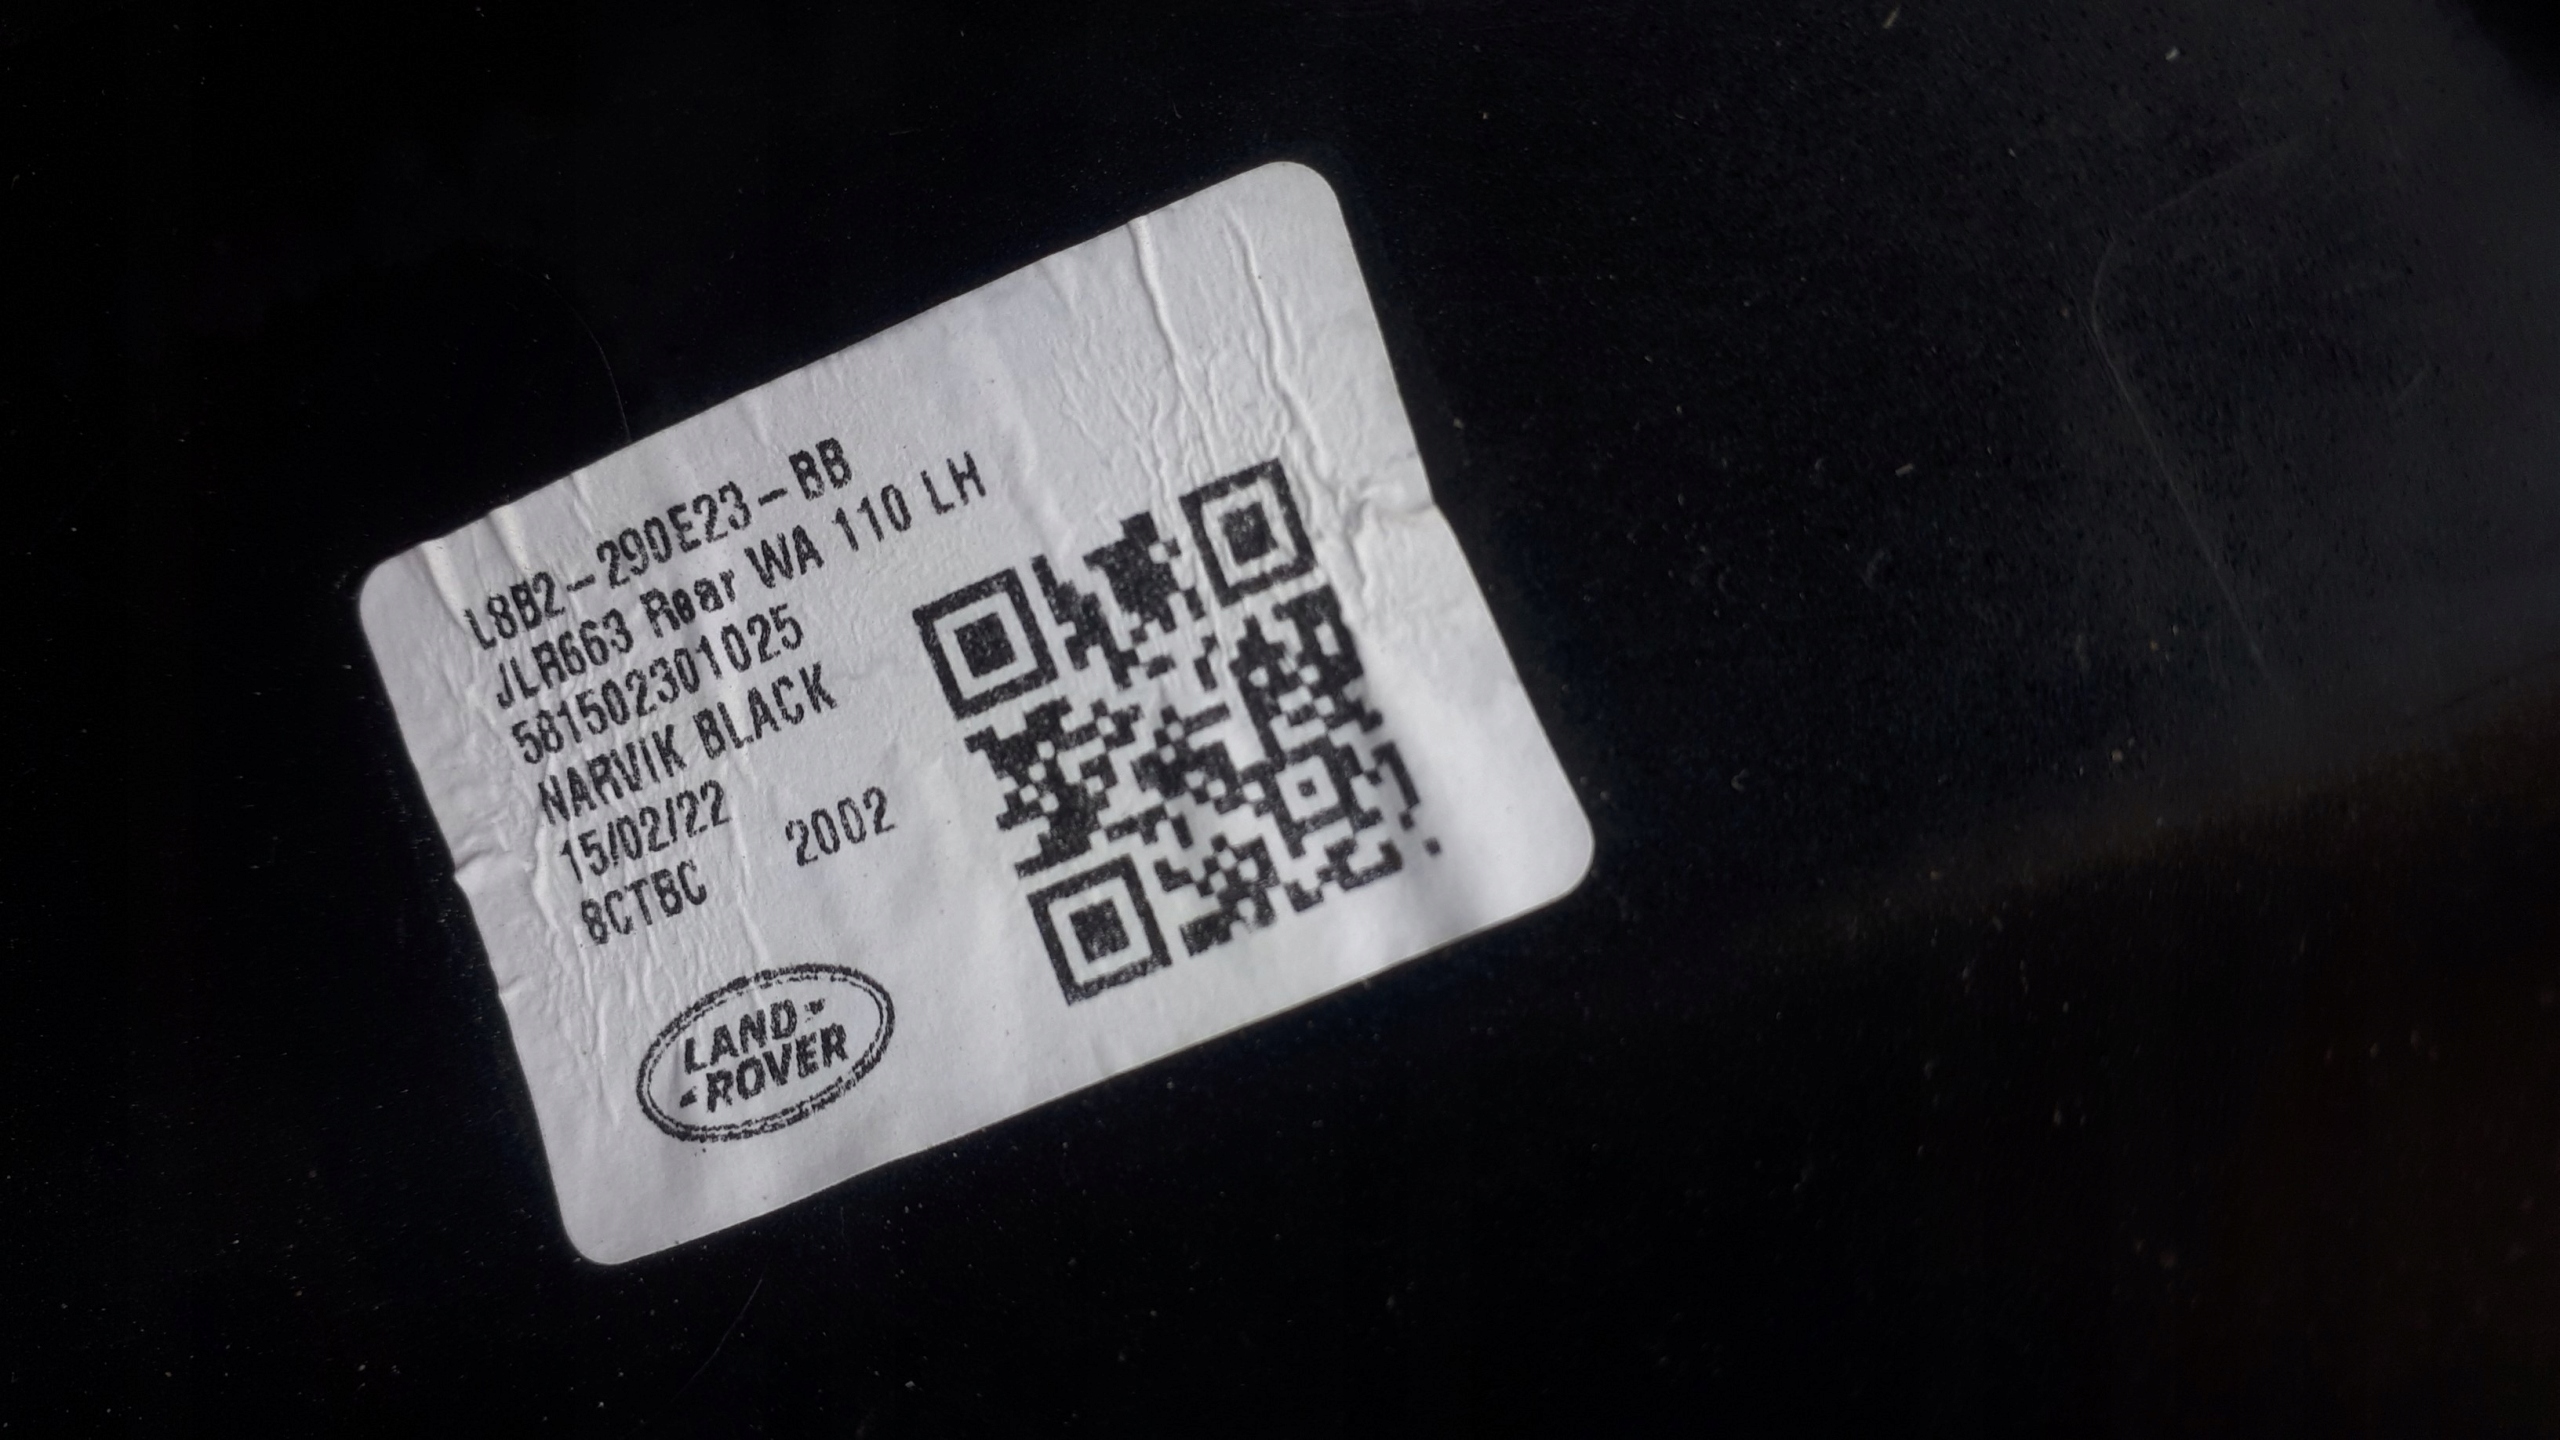 L8B2-290E23-BB
JLR663 Rear WA 110 LH
581502301025
NARVIK BLACK
15/02/22
8CTBC 2002
LAND-
-ROVER